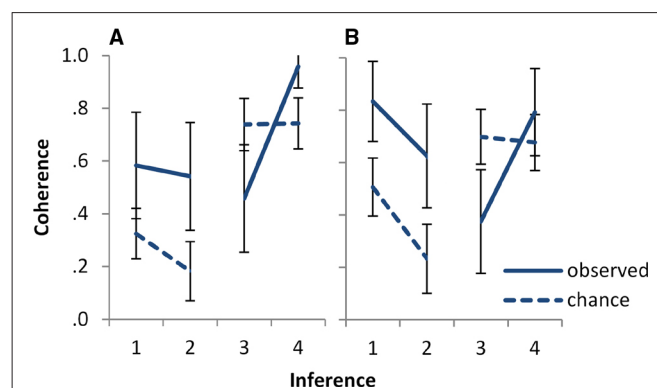 A B
1.0
.8
.6
.4
.2
.0
Coherence
observed
chance
1 2 3 4 1 2 3 4
Inference